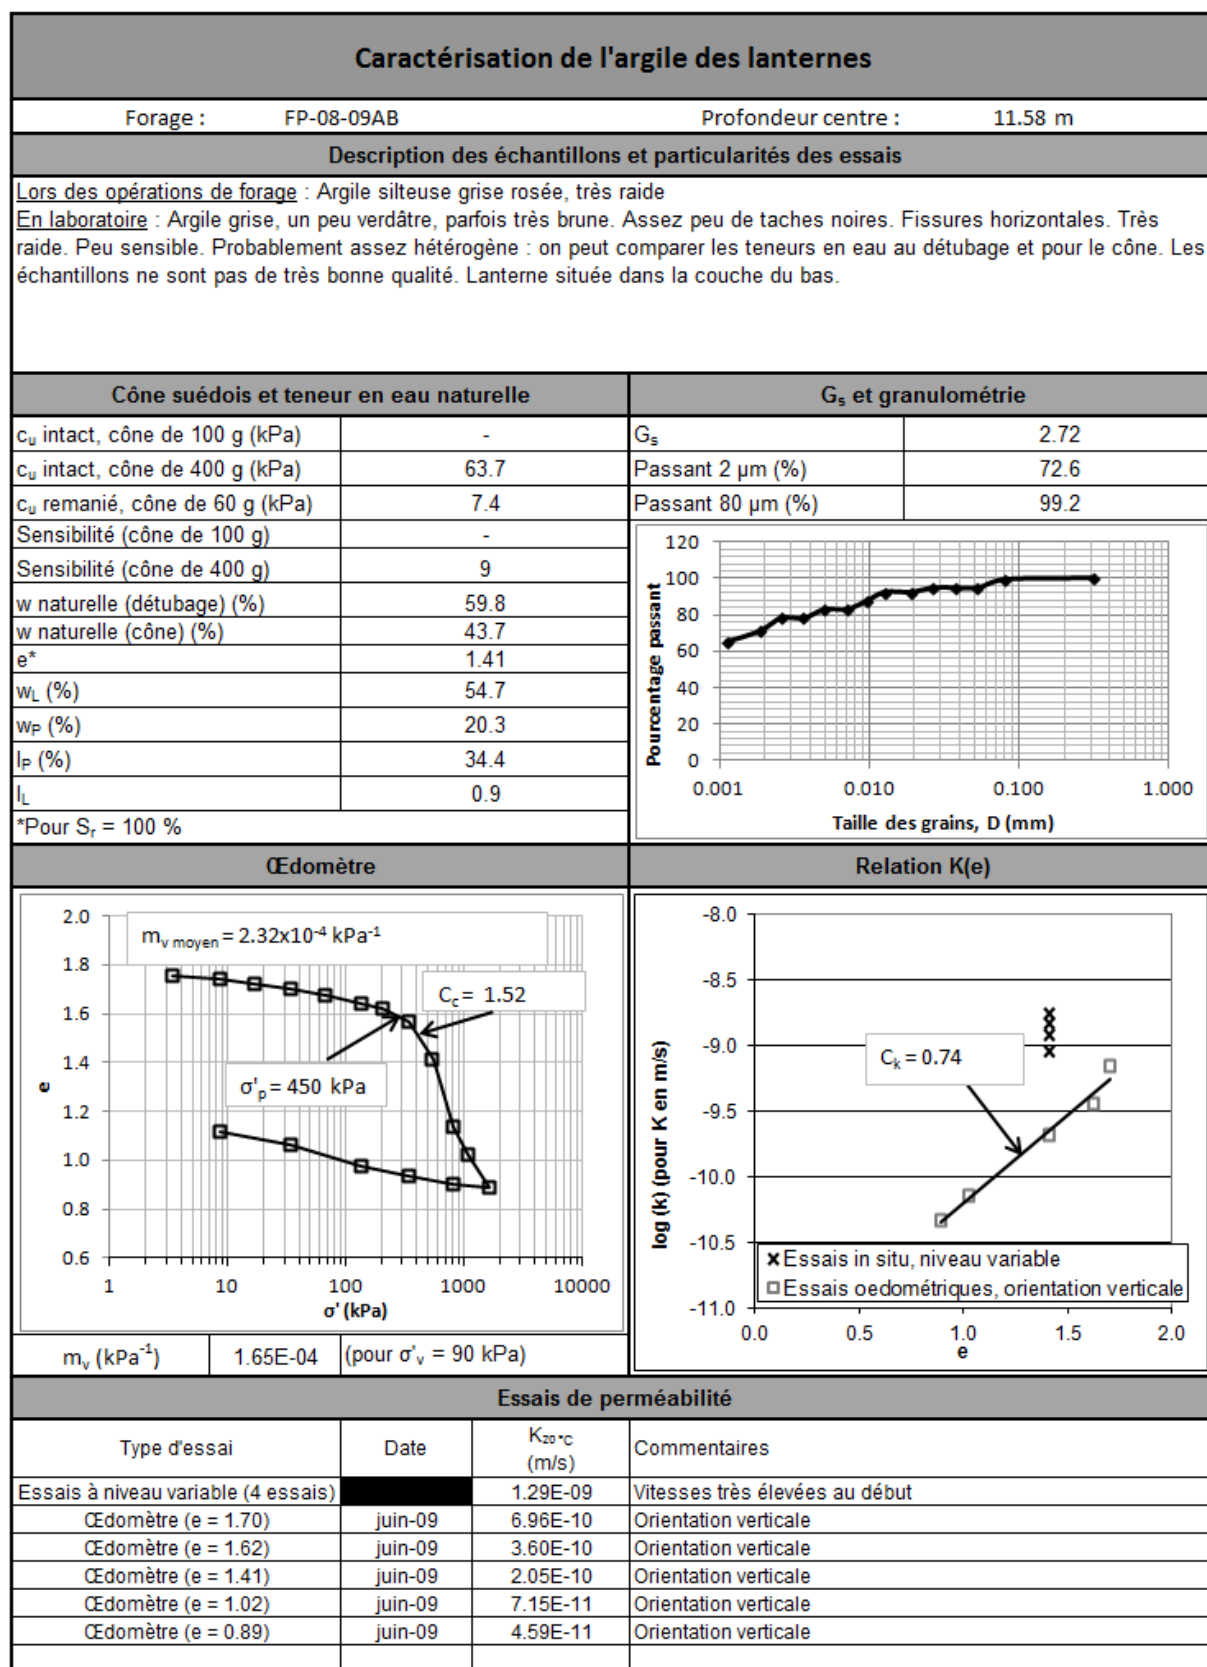 Caractérisation de l'argile des lanternes
Forage : FP-08-09AB Profondeur centre : 11.58 m
Description des échantillons et particularités des essais
Lors des opérations de forage : Argile silteuse grise rosée, très raide
En laboratoire : Argile grise, un peu verdâtre, parfois très brune. Assez peu de taches noires. Fissures horizontales. Très
raide. Peu sensible. Probablement assez hétérogène : on peut comparer les teneurs en eau au détubage et pour le cône. Les
échantillons ne sont pas de très bonne qualité. Lanterne située dans la couche du bas.
Cône suédois et teneur en eau naturelle
cu intact, cône de 100 g (kPa) -
cu intact, cône de 400 g (kPa) 63.7
cu remanié, cône de 60 g (kPa) 7.4
Sensibilité (cône de 100 g) -
Sensibilité (cône de 400 g) 9
w naturelle (détubage) (%) 59.8
w naturelle (cône) (%) 43.7
e* 1.41
wL (%) 54.7
wP (%) 20.3
IP (%) 34.4
IL 0.9
*Pour Sr = 100 %
Gs et granulométrie
Gs 2.72
Passant 2 µm (%) 72.6
Passant 80 µm (%) 99.2
Pourcentage passant
120
100
80
60
40
20
0
0.001 0.010 0.100 1.000
Taille des grains, D (mm)
Œdomètre
e
2.0
1.8
1.6
1.4
1.2
1.0
0.8
0.6
mv moyen = 2.32x10⁻⁴ kPa⁻¹
Cc = 1.52
σ'p = 450 kPa
1 10 100 1000 10000
σ' (kPa)
mv (kPa⁻¹) 1.65E-04 (pour σ'v = 90 kPa)
Relation K(e)
log (k) (pour K en m/s)
-8.0
-8.5
-9.0
-9.5
-10.0
-10.5
-11.0
Ck = 0.74
Essais in situ, niveau variable
Essais oedométriques, orientation verticale
0.0 0.5 1.0 1.5 2.0
e
Essais de perméabilité
Type d'essai Date K20°C (m/s) Commentaires
Essais à niveau variable (4 essais) 1.29E-09 Vitesses très élevées au début
Œdomètre (e = 1.70) juin-09 6.96E-10 Orientation verticale
Œdomètre (e = 1.62) juin-09 3.60E-10 Orientation verticale
Œdomètre (e = 1.41) juin-09 2.05E-10 Orientation verticale
Œdomètre (e = 1.02) juin-09 7.15E-11 Orientation verticale
Œdomètre (e = 0.89) juin-09 4.59E-11 Orientation verticale